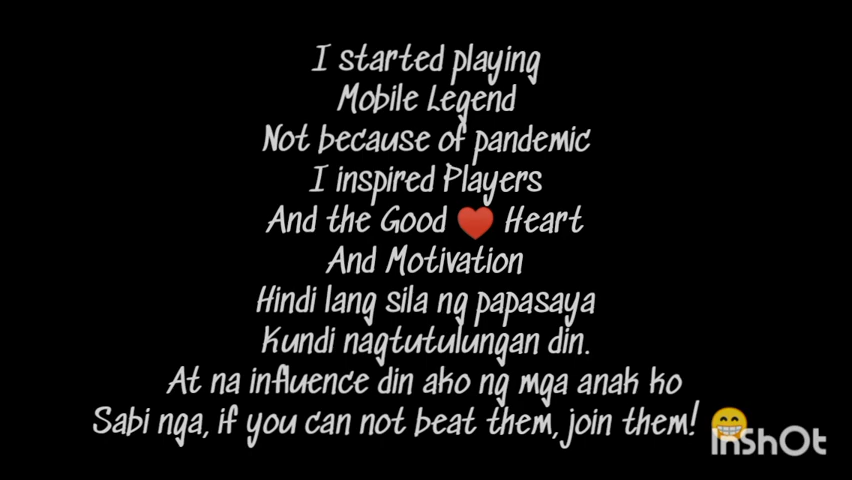 I started playing
Mobile Legend
Not because of pandemic
I inspired Players
And the Good ♥️ Heart
And Motivation
Hindi lang sila ng papasaya
Kundi nagtutulungan din.
At na influence din ako ng mga anak ko
Sabi nga, if you can not beat them, join them! 😁
InShOt